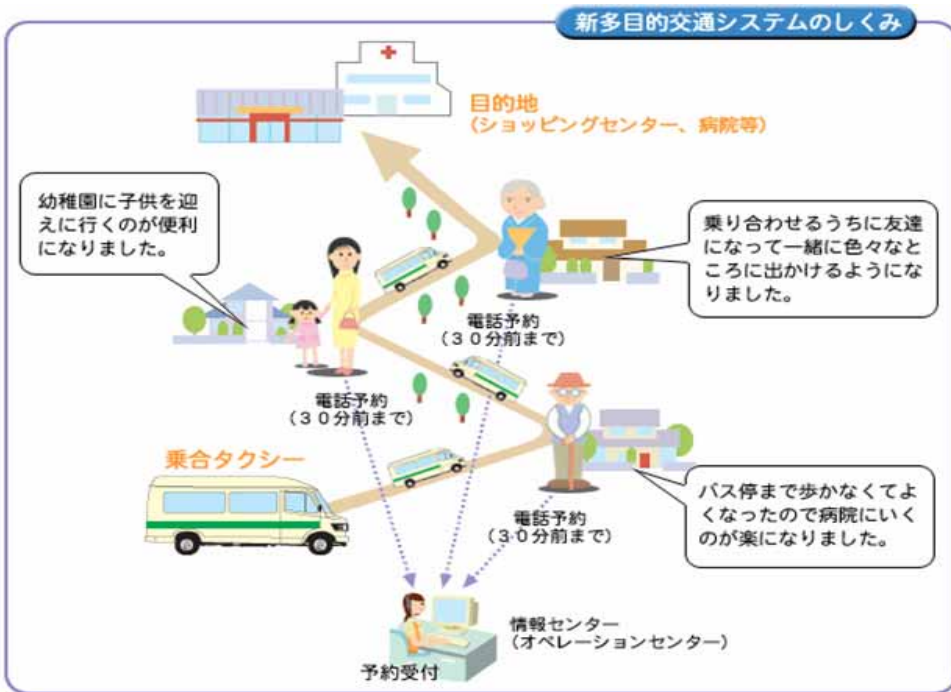 新多目的交通システムのしくみ
目的地
（ショッピングセンター、病院等）
幼稚園に子供を迎
えに行くのが便利
になりました。
乗り合わせるうちに友達
になって一緒に色々なと
ころに出かけるようにな
りました。
電話予約
（３０分前まで）
電話予約
（３０分前まで）
乗合タクシー
バス停まで歩かなくてよ
くなったので病院にいく
のが楽になりました。
電話予約
（３０分前まで）
情報センター
（オペレーションセンター）
予約受付